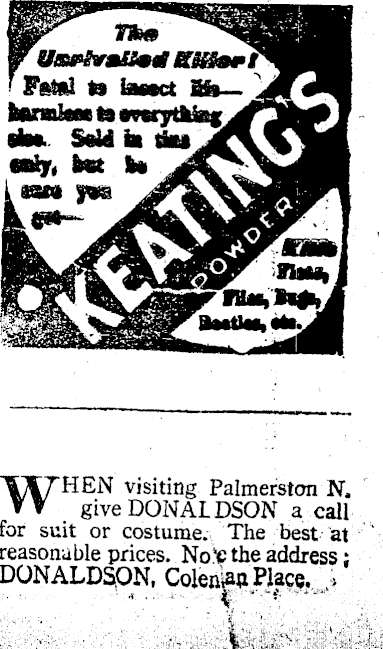 The
Unrivalled Killer!
Fatal to insect life—
harmless to everything
else. Sold in tins
only, but be
sure you
get—
KEATING'S
POWDER
Fleas,
Flies, Bugs,
Beetles, etc.
WHEN visiting Palmerston N.
give DONALDSON a call
for suit or costume. The best at
reasonable prices. Note the address;
DONALDSON, Coleman Place.